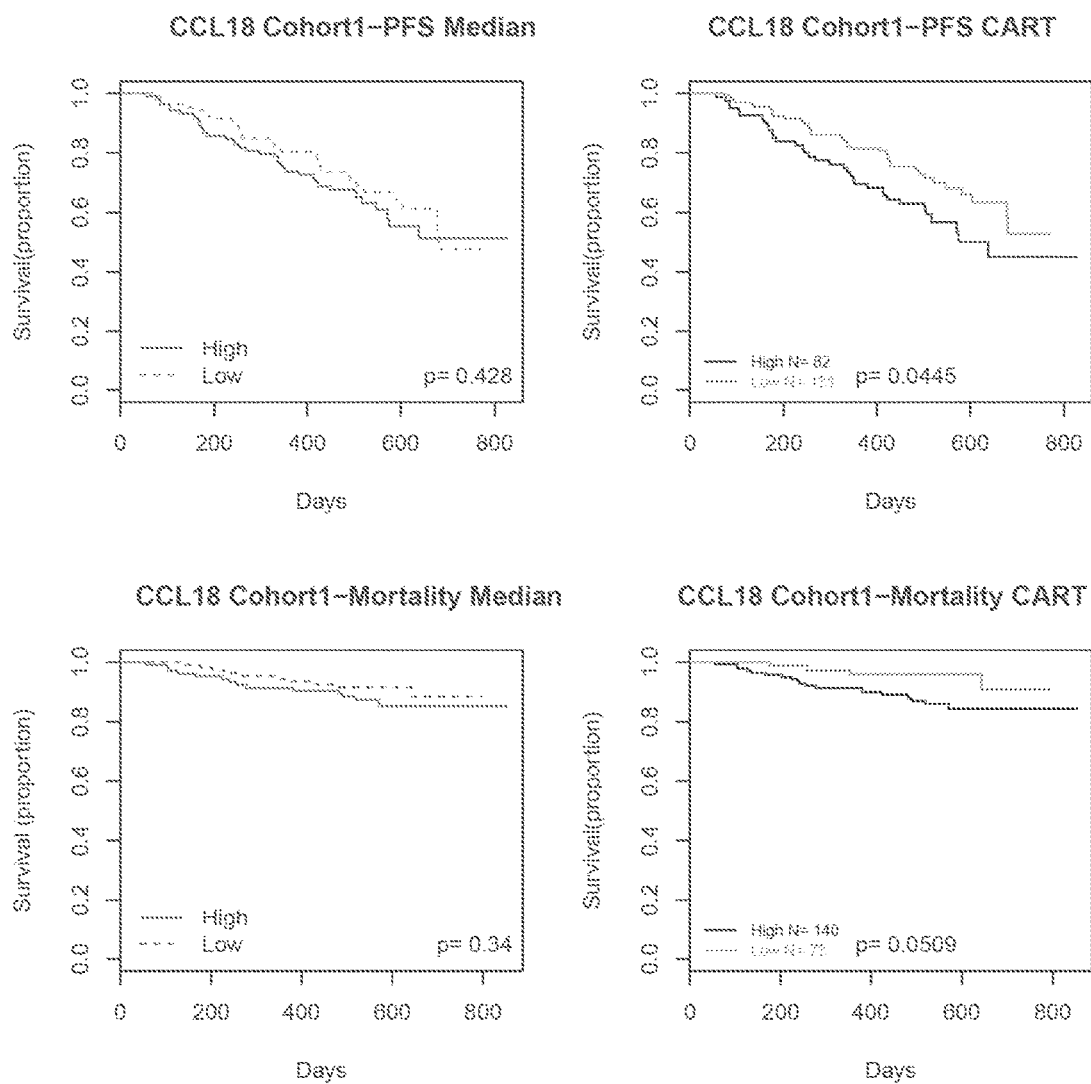 CCL18 Cohort1~PFS Median
Survival(proportion)
1.0
0.8
0.6
0.4
0.2
0.0
High
Low
p= 0.428
0 200 400 600 800
Days
CCL18 Cohort1~PFS CART
Survival(proportion)
1.0
0.8
0.6
0.4
0.2
0.0
High N= 82
Low N=
p= 0.0445
0 200 400 600 800
Days
CCL18 Cohort1~Mortality Median
Survival (proportion)
1.0
0.8
0.6
0.4
0.2
0.0
High
Low
p= 0.34
0 200 400 600 800
Days
CCL18 Cohort1~Mortality CART
Survival(proportion)
1.0
0.8
0.6
0.4
0.2
0.0
High N= 140
Low N=
p= 0.0509
0 200 400 600 800
Days